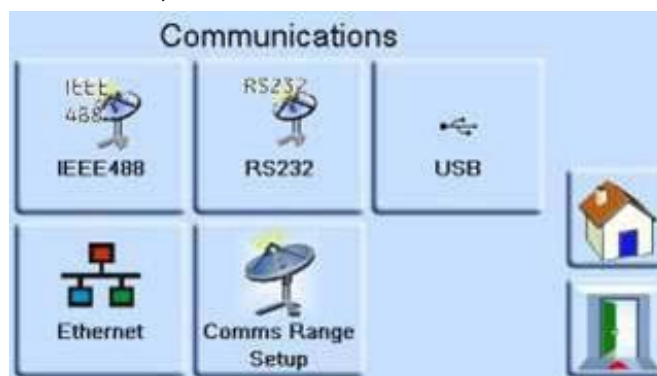 Communications
IEEE
488
IEEE488
RS232
RS232
USB
Ethernet
Comms Range
Setup